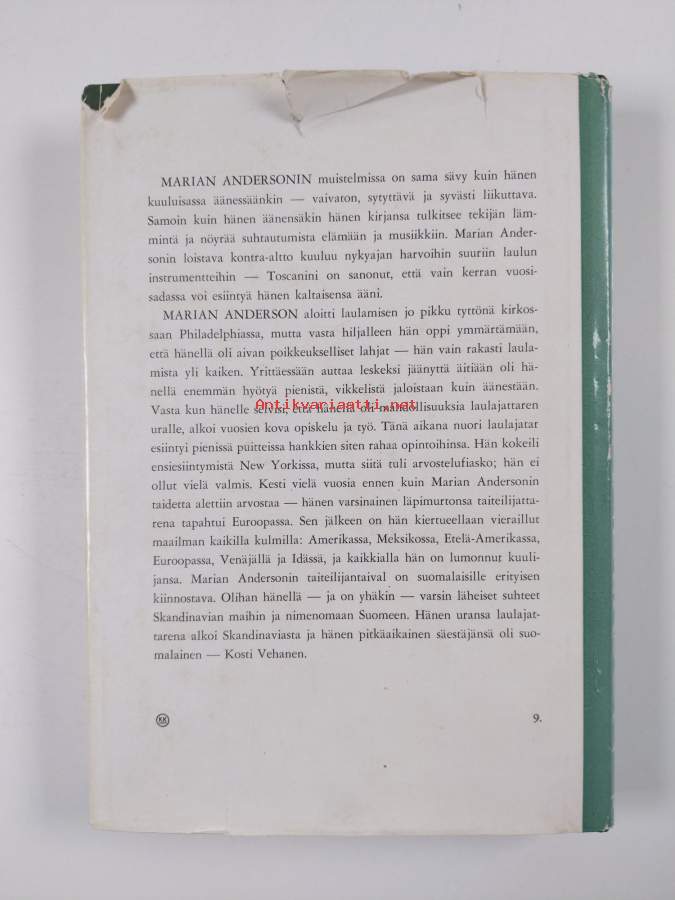 MARIAN ANDERSONIN muistelmissa on sama sävy kuin hänen
kuuluisassa äänessäänkin — vaivaton, sytyttävä ja syvästi liikuttava.
Samoin kuin hänen äänensäkin hänen kirjansa tulkitsee tekijän läm-
mintä ja nöyrää suhtautumista elämään ja musiikkiin. Marian Ander-
sonin loistava kontra-altto kuuluu nykyajan harvoihin suuriin laulun
instrumentteihin — Toscanini on sanonut, että vain kerran vuosi-
sadassa voi esiintyä hänen kaltaisensa ääni.
MARIAN ANDERSON aloitti laulamisen jo pikku tyttönä kirkos-
saan Philadelphiassa, mutta vasta hiljalleen hän oppi ymmärtämään,
että hänellä oli aivan poikkeukselliset lahjat — hän vain rakasti laula-
mista yli kaiken. Yrittäessään auttaa leskeksi jäänyttä äitiään oli hä-
nellä enemmän hyötyä pienistä, vikkelistä jaloistaan kuin äänestään.
Antikvariaatti.net
Vasta kun hänelle selvisi, että hänellä oli mahdollisuuksia laulajattaren
uralle, alkoi vuosien kova opiskelu ja työ. Tänä aikana nuori laulajatar
esiintyi pienissä puitteissa hankkien siten rahaa opintoihinsa. Hän kokeili
ensiesiintymistä New Yorkissa, mutta siitä tuli arvostelufiasko; hän ei
ollut vielä valmis. Kesti vielä vuosia ennen kuin Marian Andersonin
taidetta alettiin arvostaa — hänen varsinainen läpimurtonsa taiteilijatta-
rena tapahtui Euroopassa. Sen jälkeen on hän kiertueellaan vieraillut
maailman kaikilla kulmilla: Amerikassa, Meksikossa, Etelä-Amerikassa,
Euroopassa, Venäjällä ja Idässä, ja kaikkialla hän on lumonnut kuuli-
jansa. Marian Andersonin taiteilijantaival on suomalaisille erityisen
kiinnostava. Olihan hänellä — ja on yhäkin — varsin läheiset suhteet
Skandinavian maihin ja nimenomaan Suomeen. Hänen uransa laulajat-
tarena alkoi Skandinaviasta ja hänen pitkäaikainen säestäjänsä oli suo-
malainen — Kosti Vehanen.
KK
9.